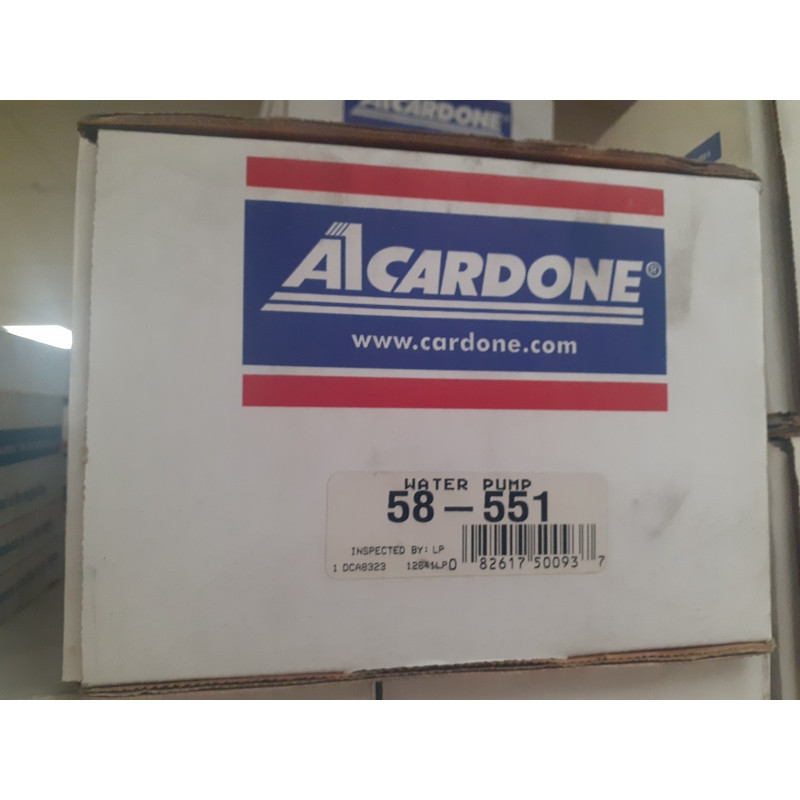 A1CARDONE
A1CARDONE®
www.cardone.com
WATER PUMP
58-551
INSPECTED BY: LP
1 DCA8323 12641LP
0 82617 50093 7